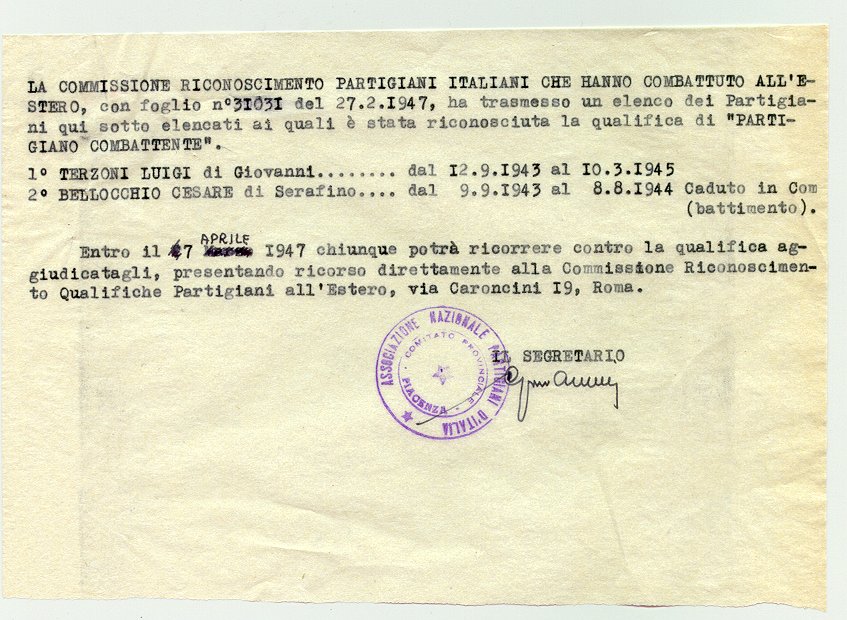 LA COMMISSIONE RICONOSCIMENTO PARTIGIANI ITALIANI CHE HANNO COMBATTUTO ALL'E-
STERO, con foglio n°31031 del 27.2.1947, ha trasmesso un elenco dei Partigia-
ni qui sotto elencati ai quali è stata riconosciuta la qualifica di "PARTI-
GIANO COMBATTENTE".
1° TERZONI LUIGI di Giovanni........ dal 12.9.1943 al 10.3.1945
2° BELLOCCHIO CESARE di Serafino.... dal 9.9.1943 al 8.8.1944 Caduto in Com
(battimento).
APRILE
Entro il 7 1947 chiunque potrà ricorrere contro la qualifica ag-
giudicatagli, presentando ricorso direttamente alla Commissione Riconoscimen-
to Qualifiche Partigiani all'Estero, via Caroncini 19, Roma.
ASSOCIAZIONE NAZIONALE PARTIGIANI D'ITALIA
COMITATO PROVINCIALE
PIACENZA
IL SEGRETARIO